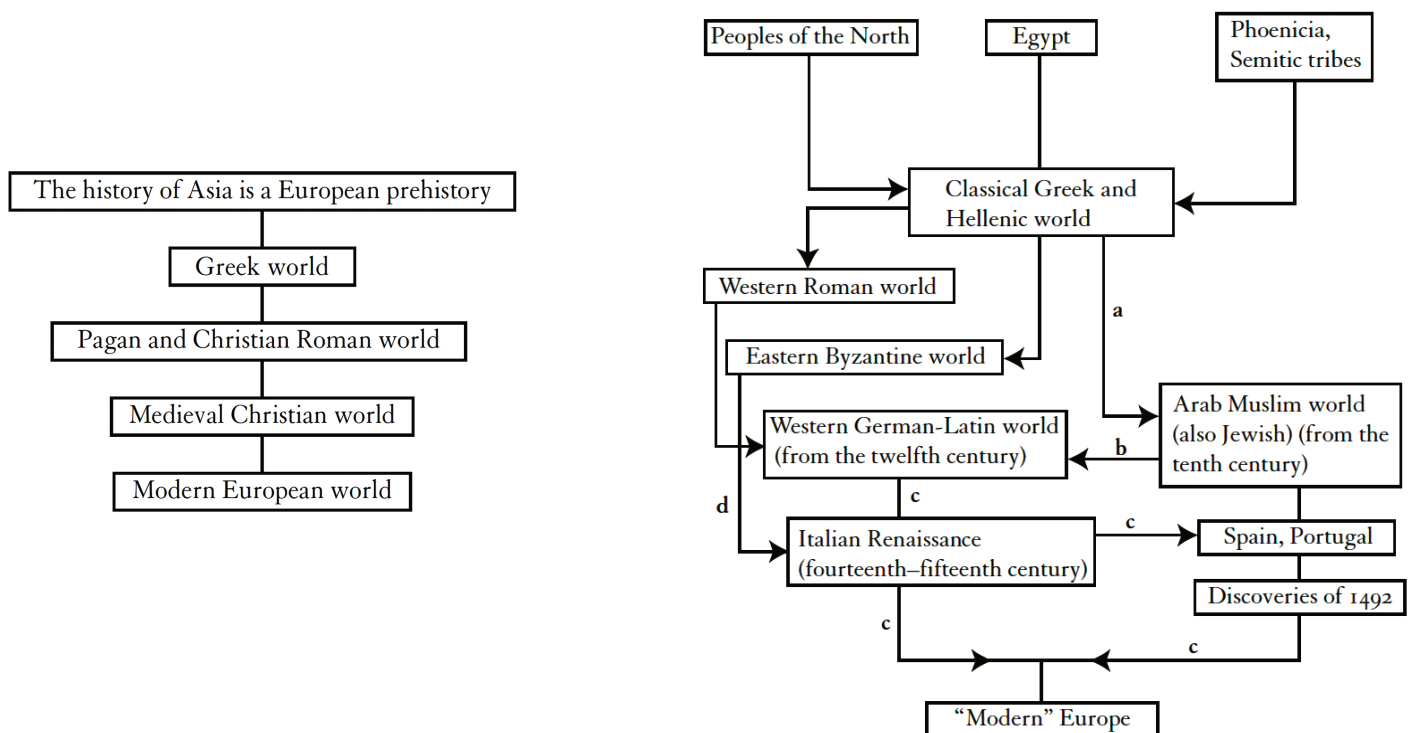 The history of Asia is a European prehistory
Greek world
Pagan and Christian Roman world
Medieval Christian world
Modern European world
Peoples of the North
Egypt
Phoenicia,
Semitic tribes
Classical Greek and
Hellenic world
Western Roman world
a
Eastern Byzantine world
Arab Muslim world
(also Jewish) (from the
tenth century)
Western German-Latin world
(from the twelfth century)
b
c
d
Italian Renaissance
(fourteenth–fifteenth century)
c
Spain, Portugal
Discoveries of 1492
c
c
“Modern” Europe